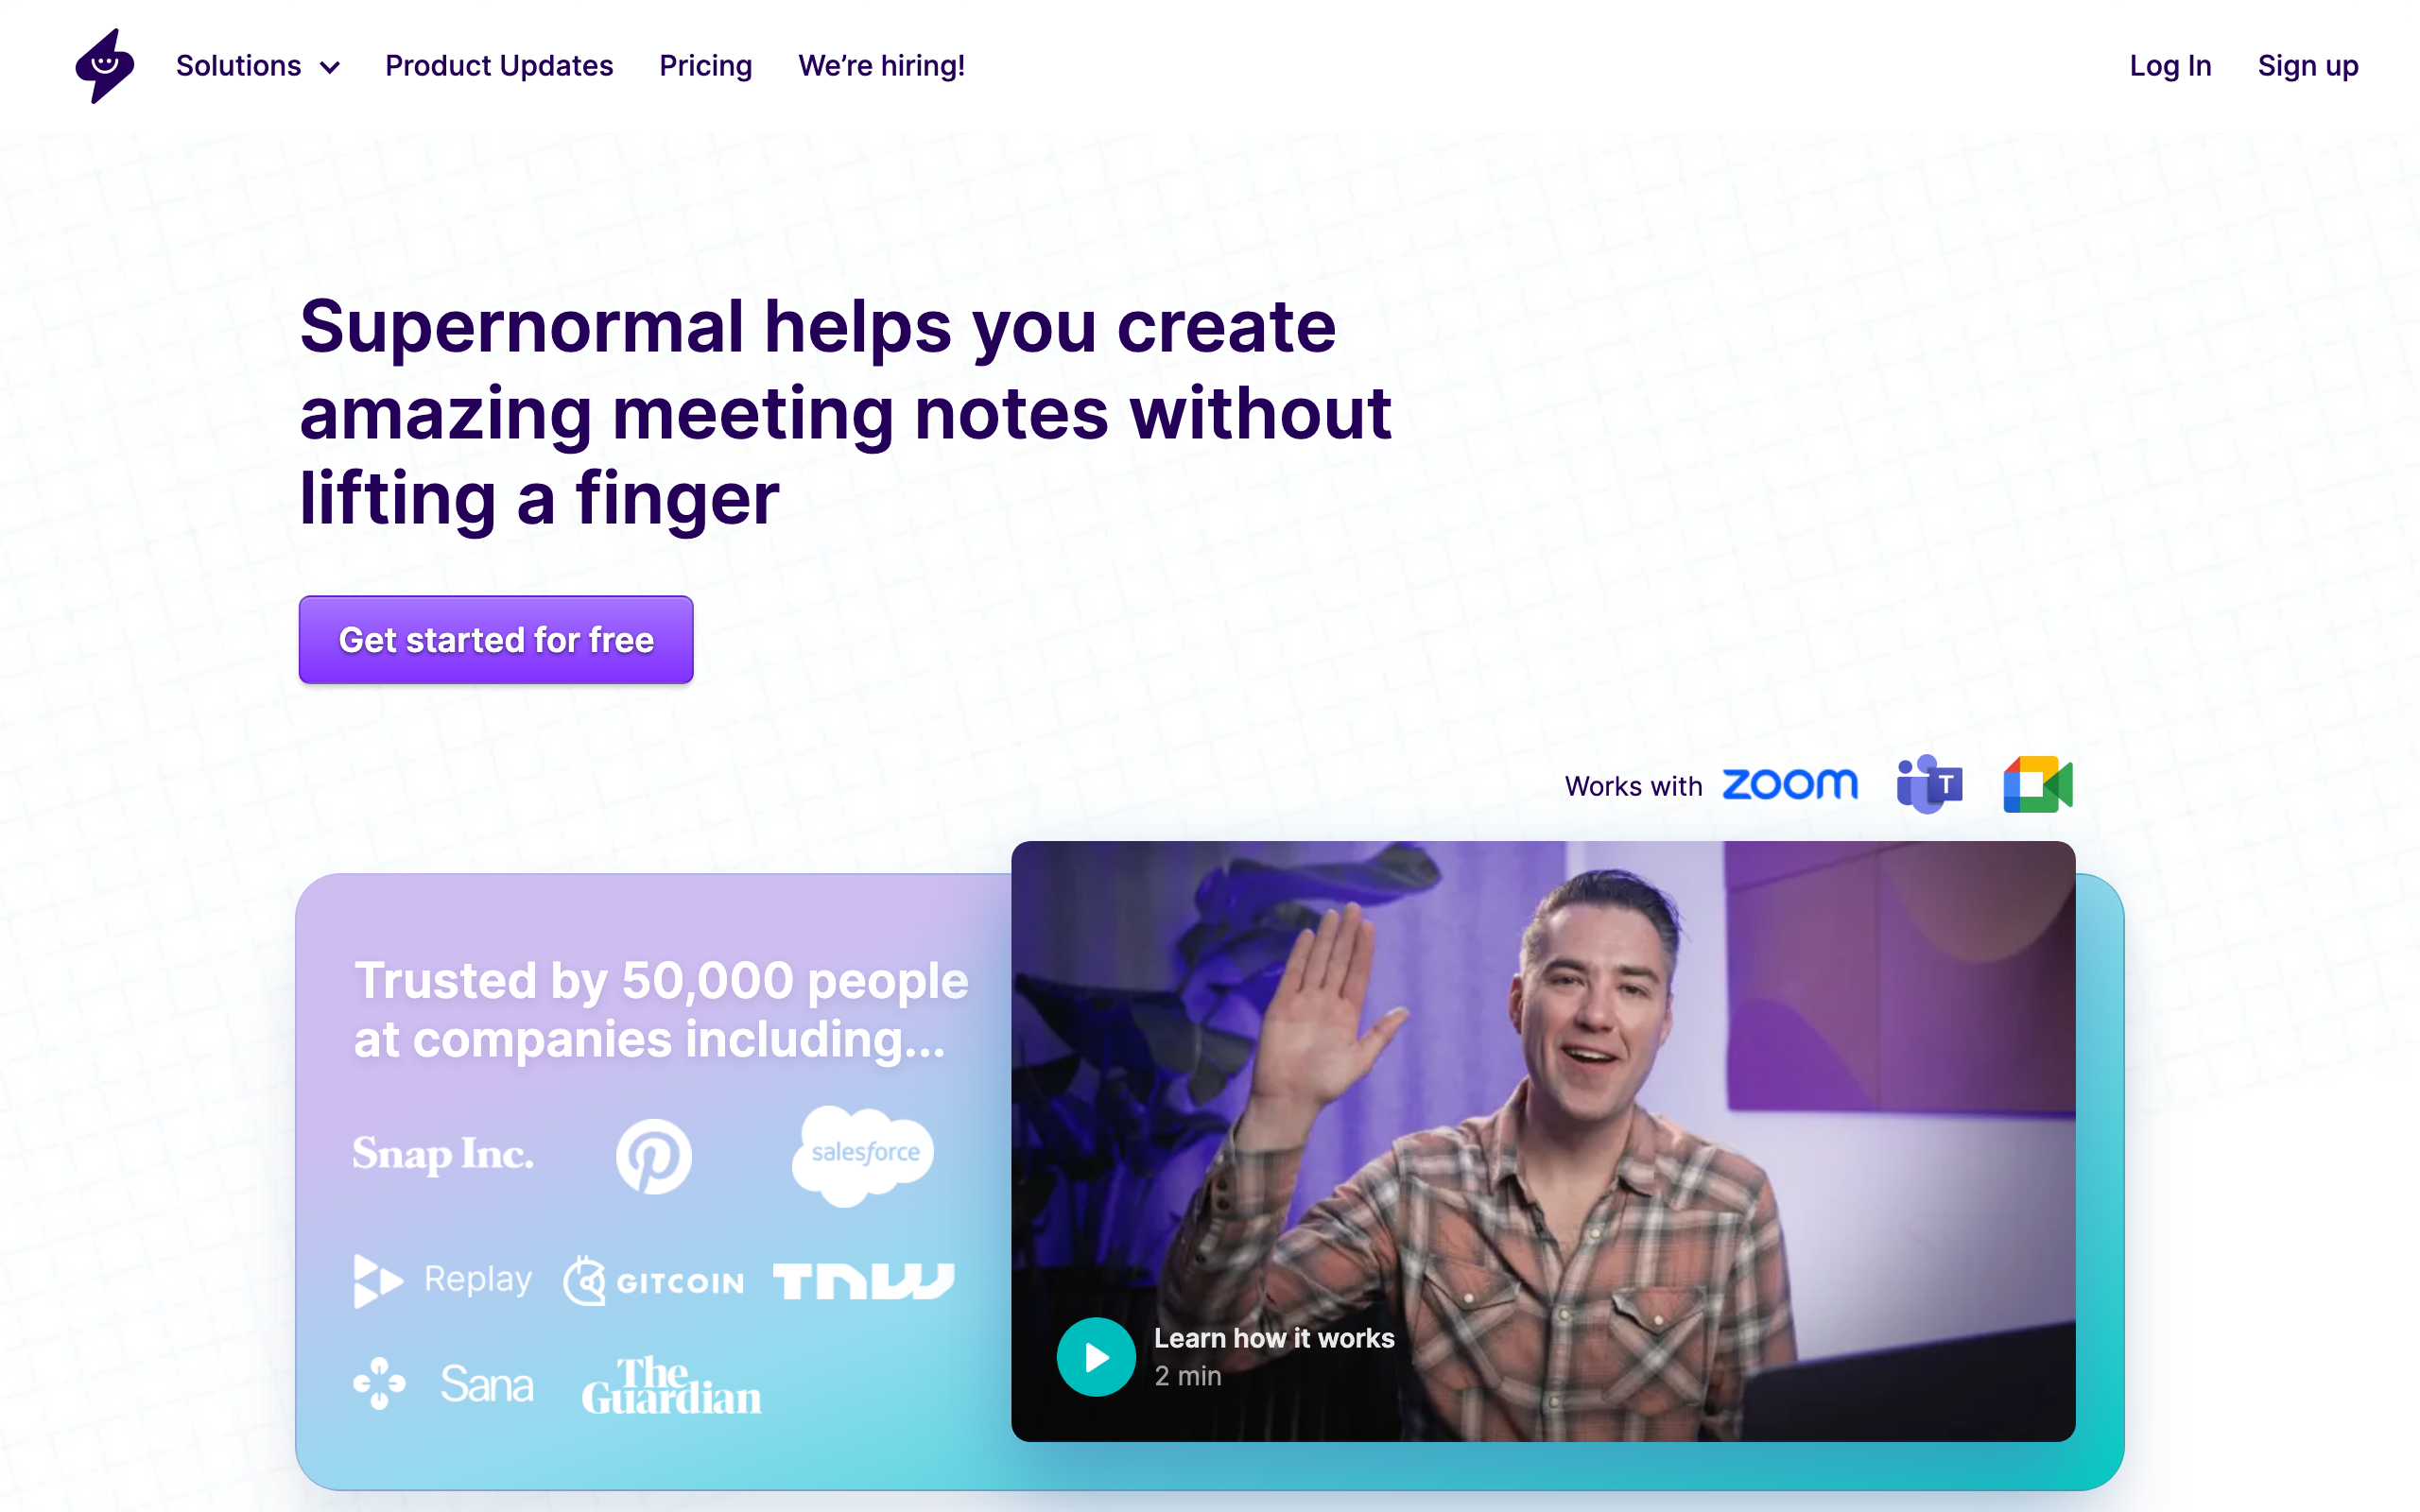 Solutions
Product Updates
Pricing
We're hiring!
Log In
Sign up
Supernormal helps you create
amazing meeting notes without
lifting a finger
Get started for free
Works with zoom
T
Trusted by 50,000 people
at companies including...
Snap Inc.
salesforce
Replay
GITCOIN
TNW
Sana
The
Guardian
Learn how it works
2 min